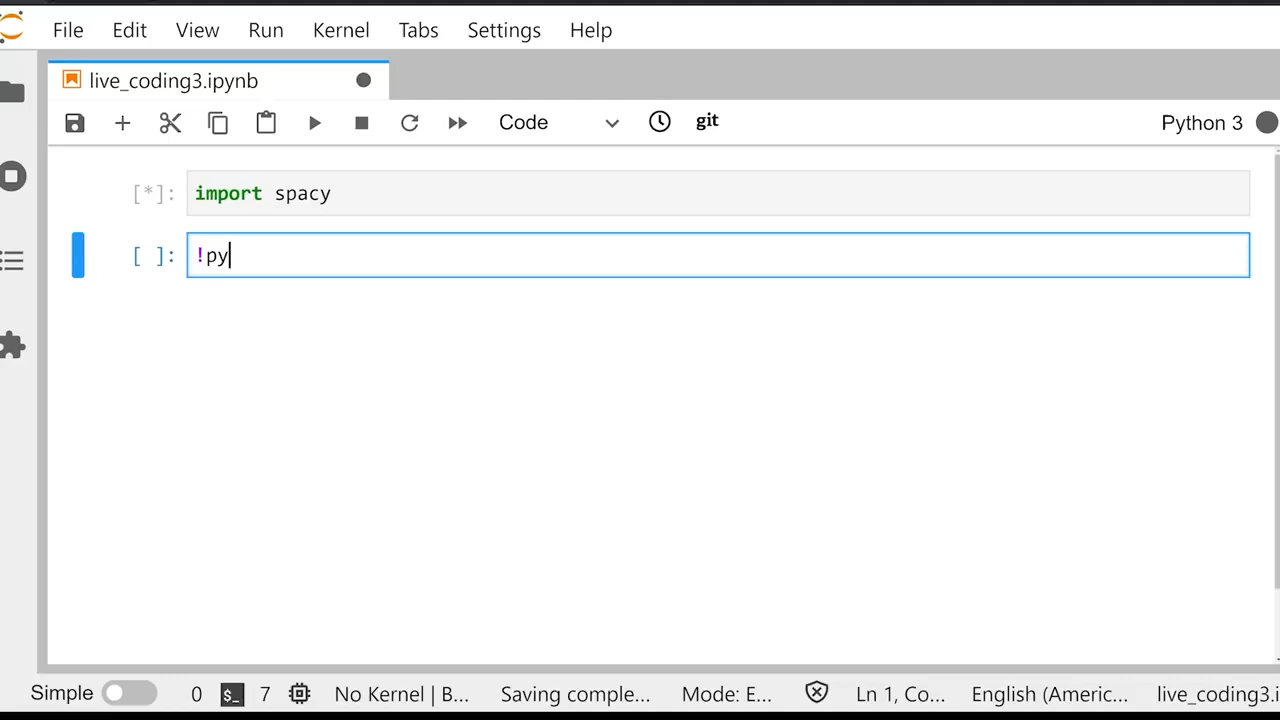 File Edit View Run Kernel Tabs Settings Help
live_coding3.ipynb
Code git Python 3
[*]: import spacy
[ ]: !py
Simple 0 $_ 7 No Kernel | B... Saving comple... Mode: E... Ln 1, Co... English (Americ... live_coding3.i